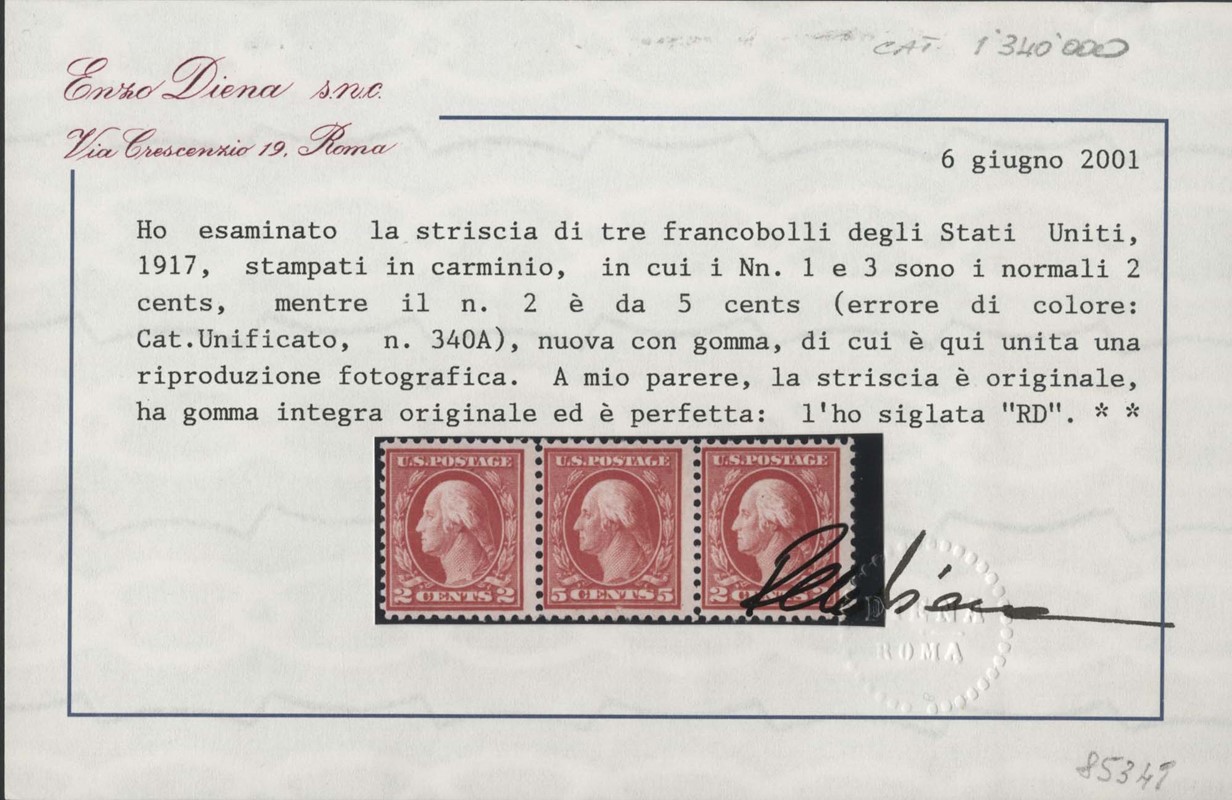 CAT. 1'340'000
Enzo Diena s.n.c.
Via Crescenzio 19, Roma
6 giugno 2001
Ho esaminato la striscia di tre francobolli degli Stati Uniti,
1917, stampati in carminio, in cui i Nn. 1 e 3 sono i normali 2
cents, mentre il n. 2 è da 5 cents (errore di colore:
Cat.Unificato, n. 340A), nuova con gomma, di cui è qui unita una
riproduzione fotografica. A mio parere, la striscia è originale,
ha gomma integra originale ed è perfetta: l'ho siglata "RD". * *
U.S.POSTAGE U.S.POSTAGE U.S.POSTAGE
2 CENTS 2 5 CENTS 5 2
DIENA
ROMA
85349